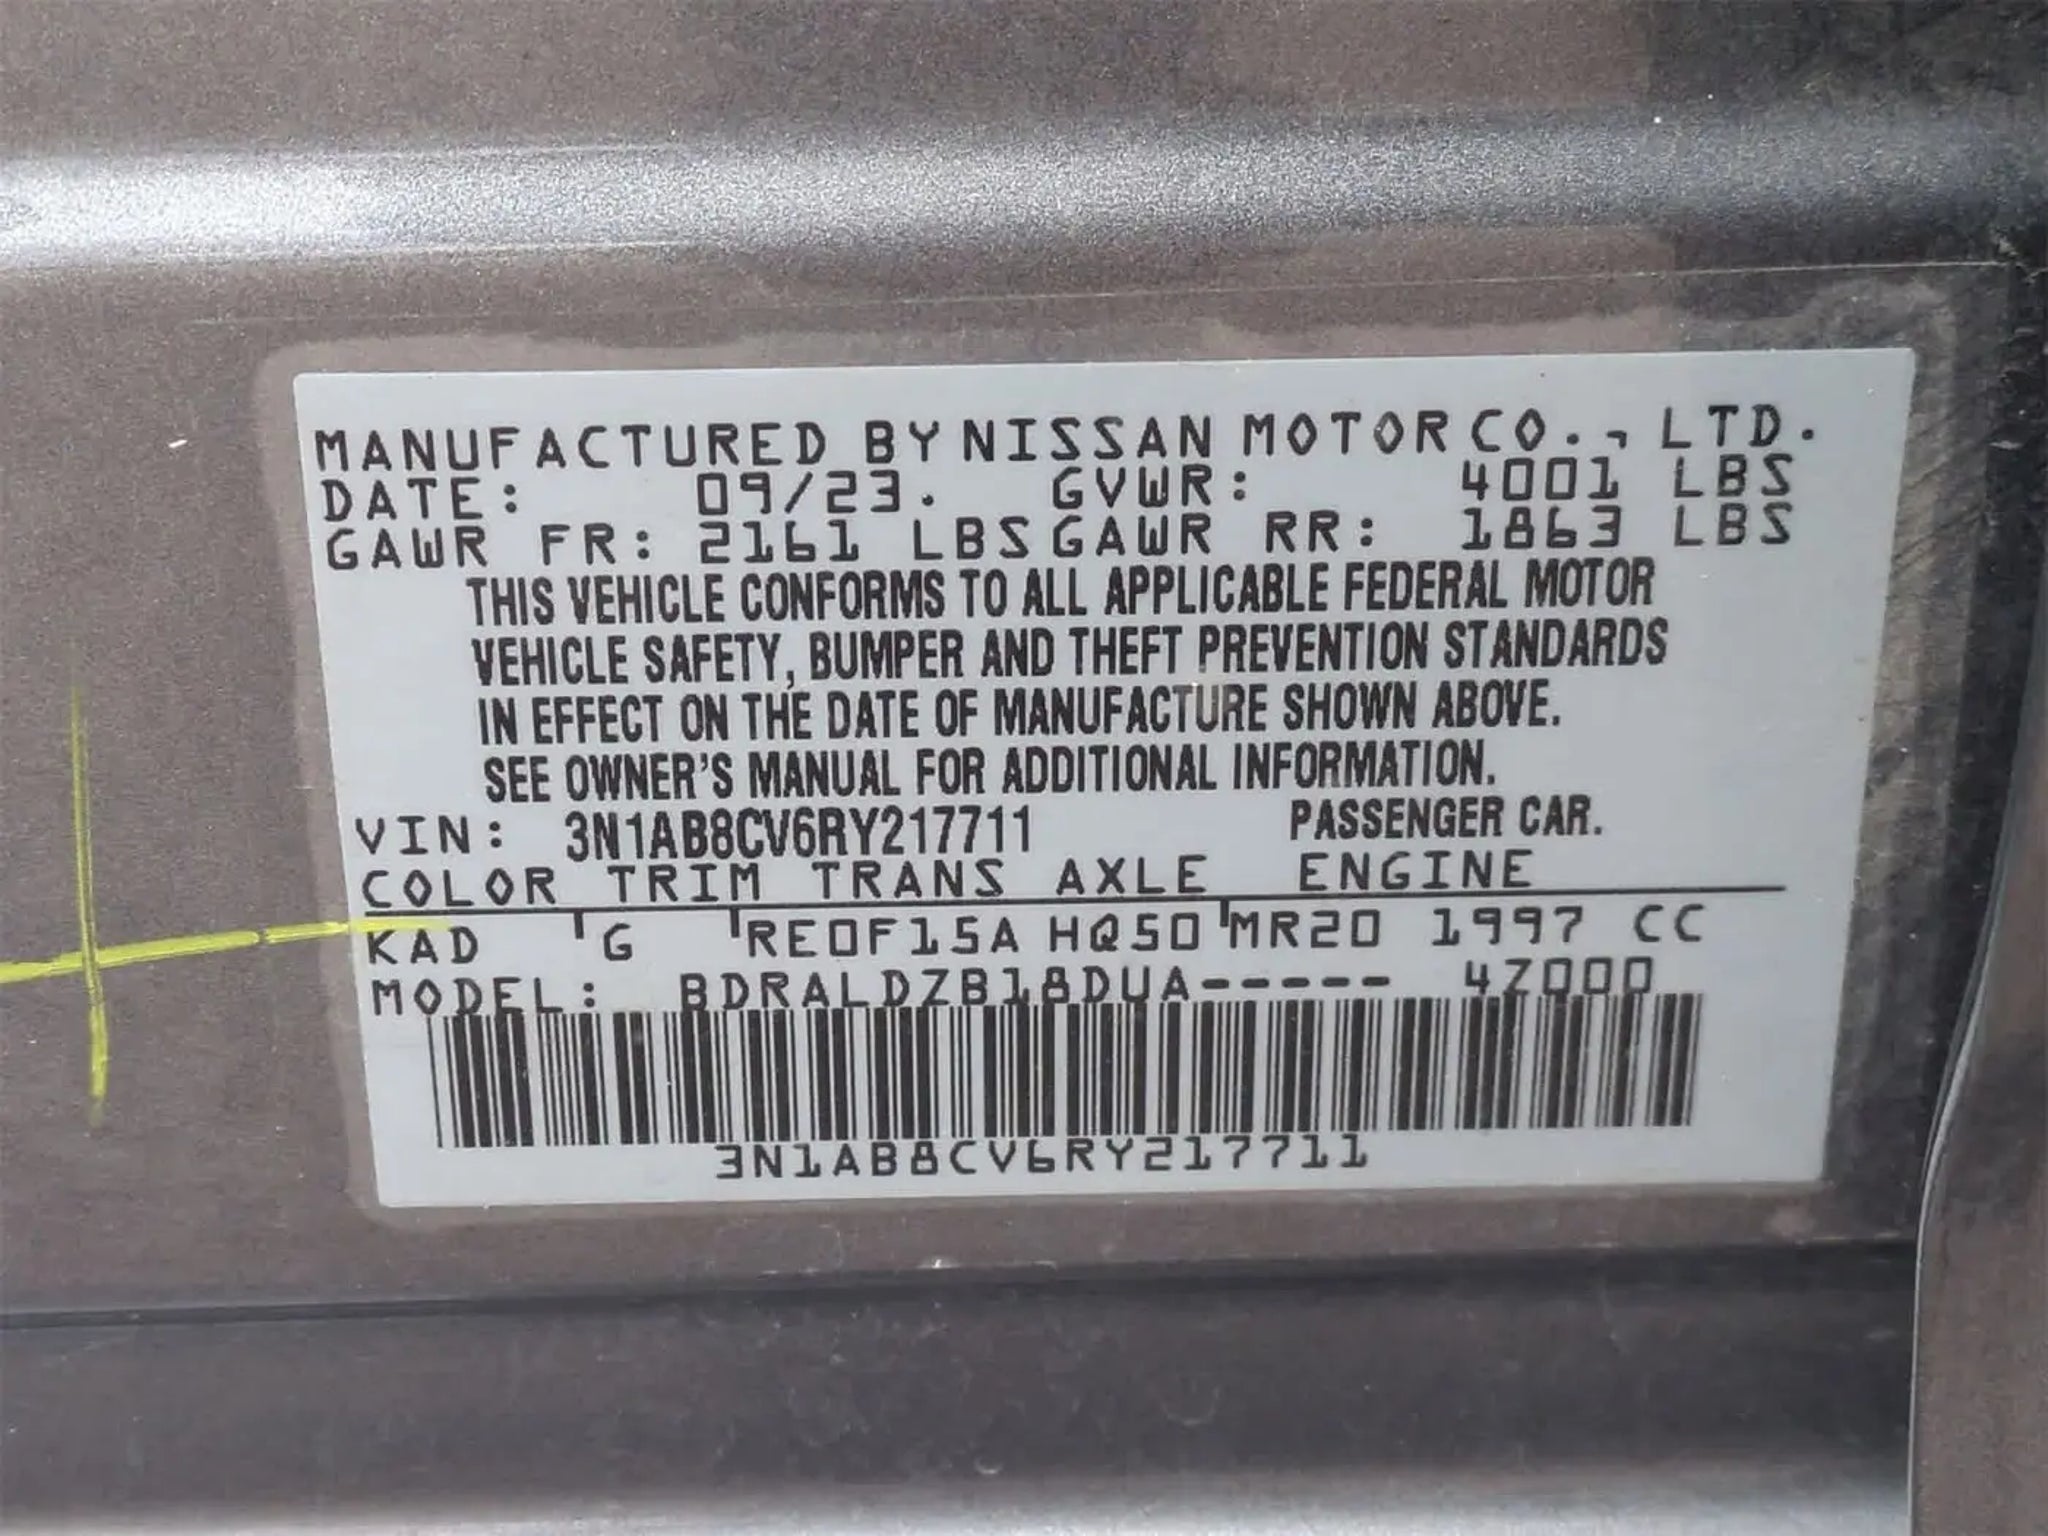 MANUFACTURED BY NISSAN MOTOR CO., LTD.
DATE: 09/23. GVWR: 4001 LBS
GAWR FR: 2161 LBS GAWR RR: 1863 LBS
THIS VEHICLE CONFORMS TO ALL APPLICABLE FEDERAL MOTOR
VEHICLE SAFETY, BUMPER AND THEFT PREVENTION STANDARDS
IN EFFECT ON THE DATE OF MANUFACTURE SHOWN ABOVE.
SEE OWNER'S MANUAL FOR ADDITIONAL INFORMATION.
VIN: 3N1AB8CV6RY217711 PASSENGER CAR.
COLOR TRIM TRANS AXLE ENGINE
KAD G RE0F15A HQ50 MR20 1997 CC
MODEL: BDRALDZB18DUA----- 4Z000
3N1AB8CV6RY217711